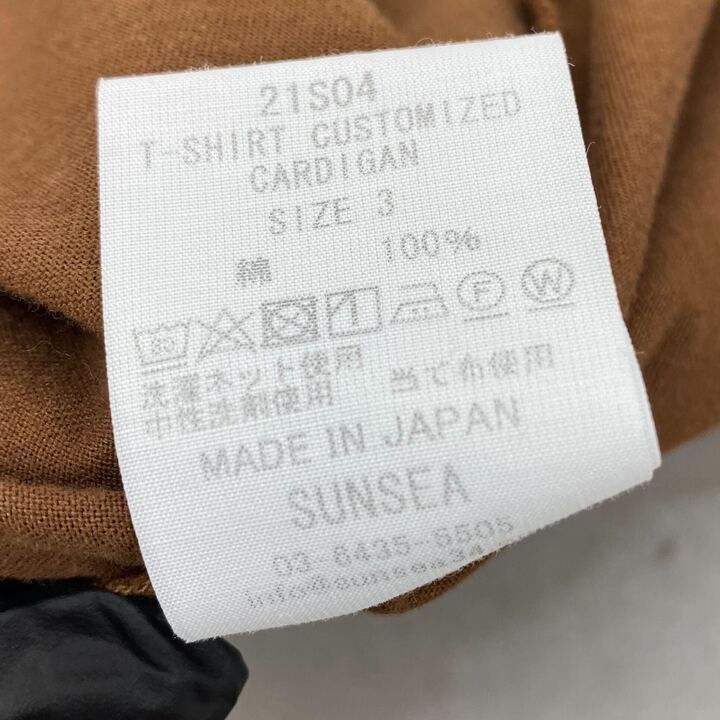 21S04
T-SHIRT CUSTOMIZED
CARDIGAN
SIZE 3
綿 100%
F W
洗濯ネット使用 当て布使用
中性洗剤使用
MADE IN JAPAN
SUNSEA
03-6435-5505